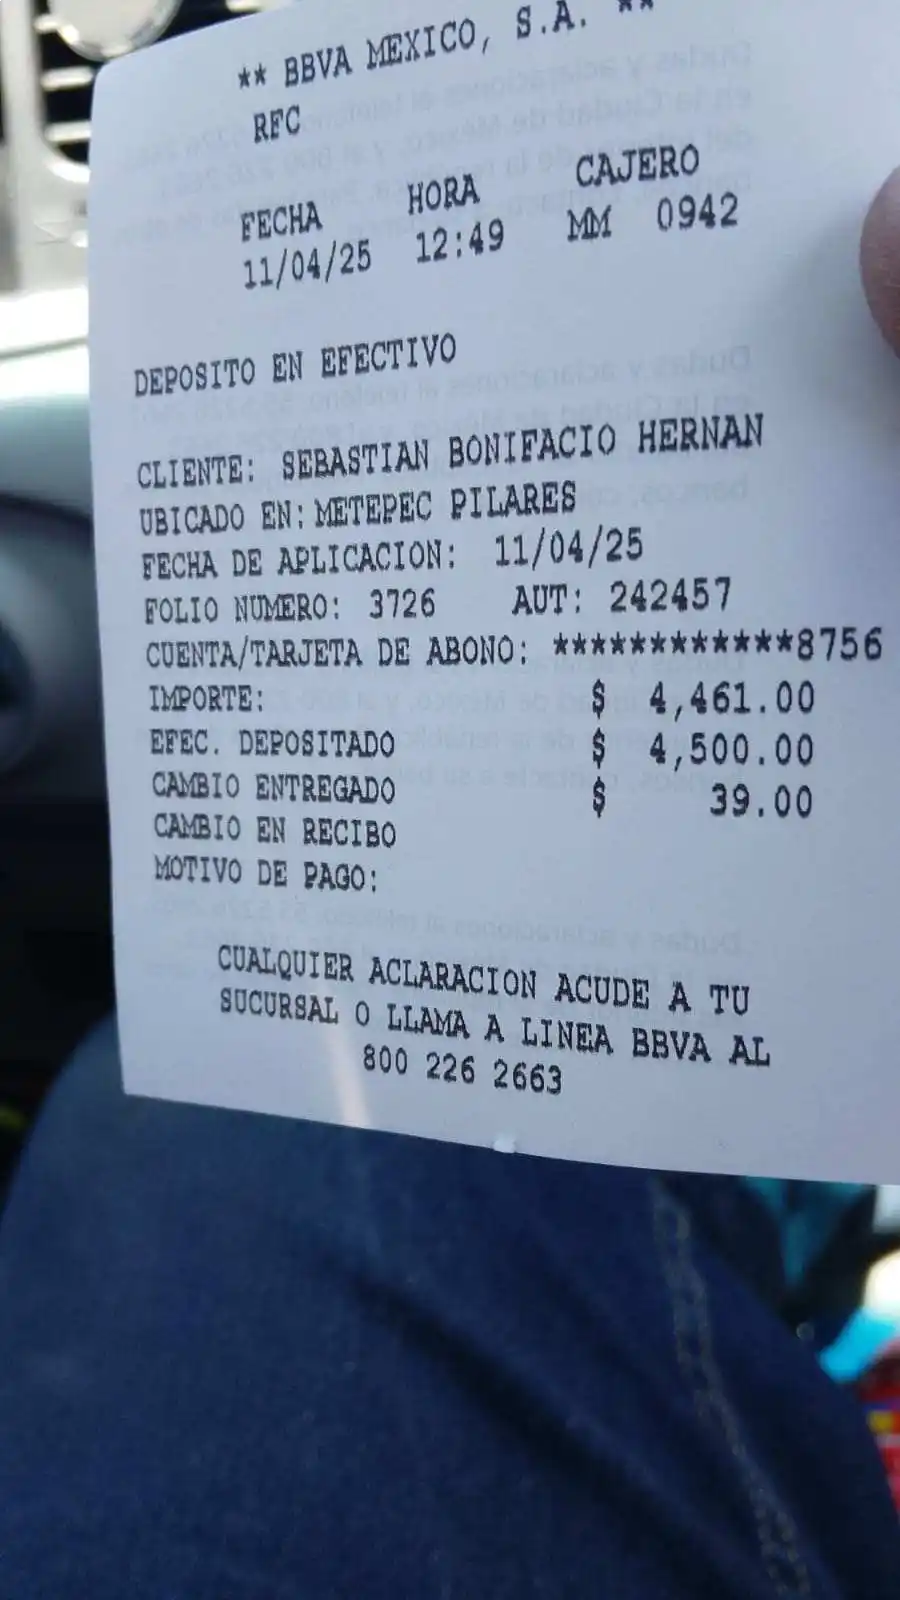 ** BBVA MEXICO, S.A. **
RFC
FECHA HORA CAJERO
11/04/25 12:49 MM 0942
DEPOSITO EN EFECTIVO
CLIENTE: SEBASTIAN BONIFACIO HERNAN
UBICADO EN: METEPEC PILARES
FECHA DE APLICACION: 11/04/25
FOLIO NUMERO: 3726 AUT: 242457
CUENTA/TARJETA DE ABONO: ************8756
IMPORTE: $ 4,461.00
EFEC. DEPOSITADO $ 4,500.00
CAMBIO ENTREGADO $ 39.00
CAMBIO EN RECIBO
MOTIVO DE PAGO:
CUALQUIER ACLARACION ACUDE A TU
SUCURSAL O LLAMA A LINEA BBVA AL
800 226 2663